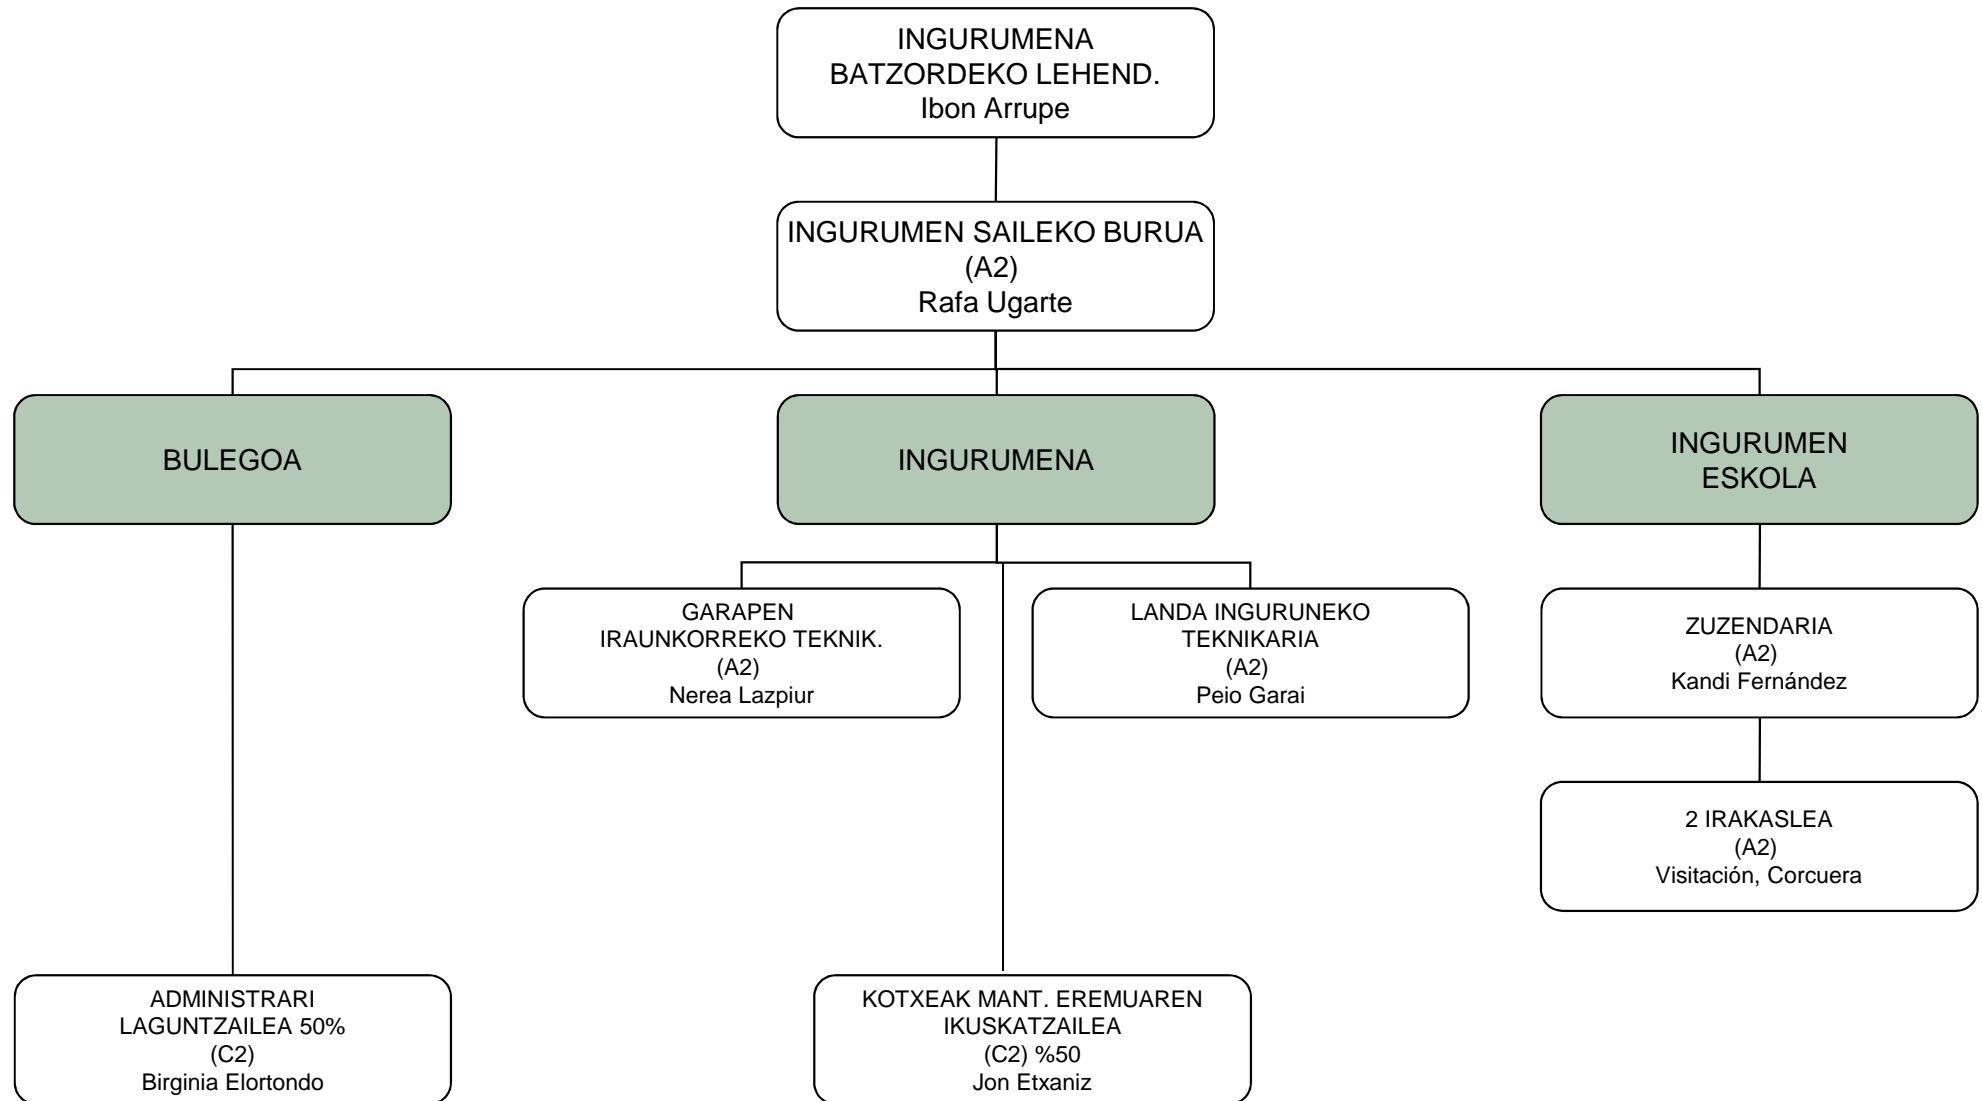 INGURUMENA
BATZORDEKO LEHEND.
Ibon Arrupe
INGURUMEN SAILEKO BURUA
(A2)
Rafa Ugarte
BULEGOA
INGURUMENA
INGURUMEN
ESKOLA
GARAPEN
IRAUNKORREKO TEKNIK.
(A2)
Nerea Lazpiur
LANDA INGURUNEKO
TEKNIKARIA
(A2)
Peio Garai
ZUZENDARIA
(A2)
Kandi Fernández
2 IRAKASLEA
(A2)
Visitación, Corcuera
ADMINISTRARI
LAGUNTZAILEA 50%
(C2)
Birginia Elortondo
KOTXEAK MANT. EREMUAREN
IKUSKATZAILEA
(C2) %50
Jon Etxaniz